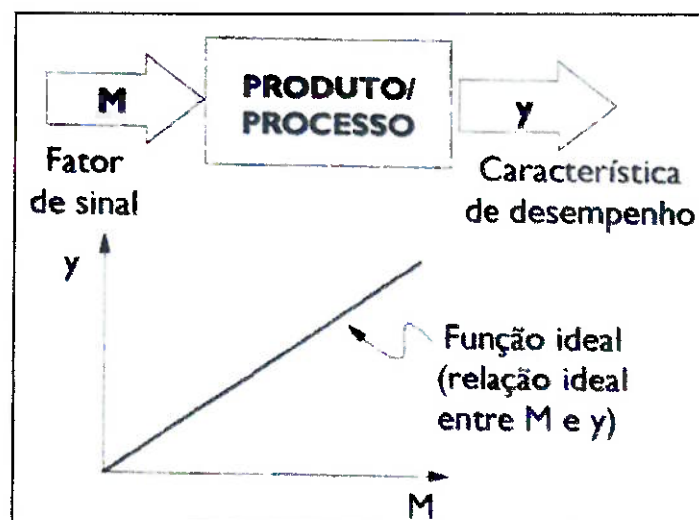 M
PRODUTO/
PROCESSO
y
Fator
de sinal
Característica
de desempenho
y
Função ideal
(relação ideal
entre M e y)
M